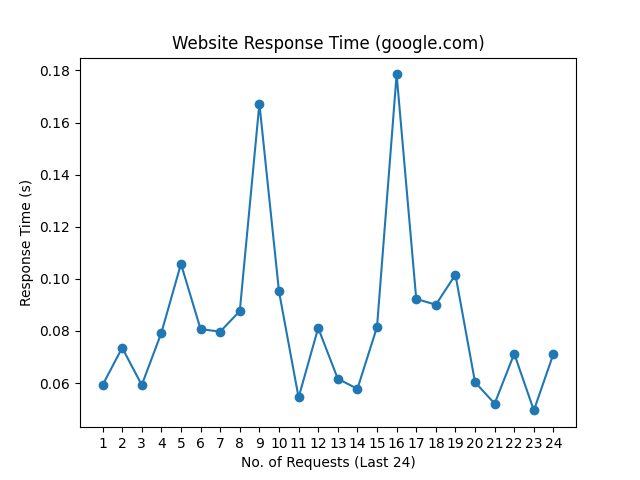 Website Response Time (google.com)
0.18
0.16
0.14
0.12
0.10
0.08
0.06
Response Time (s)
1 2 3 4 5 6 7 8 9 10 11 12 13 14 15 16 17 18 19 20 21 22 23 24
No. of Requests (Last 24)